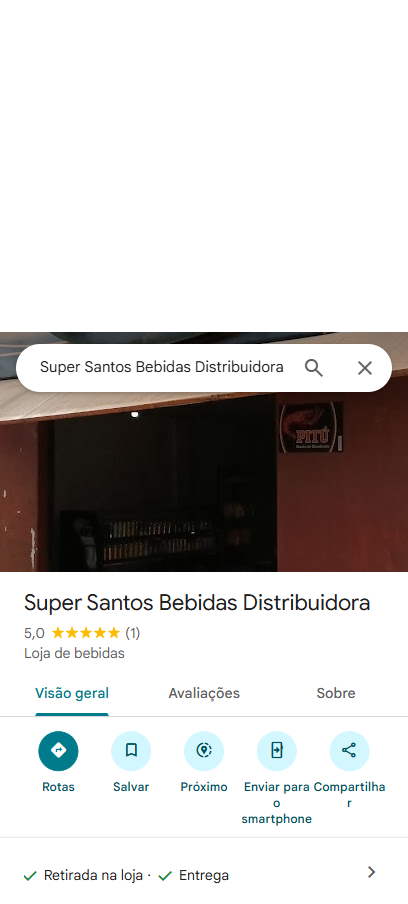 Super Santos Bebidas Distribuidora
PITÚ
Super Santos Bebidas Distribuidora
5,0 (1)
Loja de bebidas
Visão geral Avaliações Sobre
Rotas Salvar Próximo Enviar para o smartphone Compartilhar
Retirada na loja · Entrega